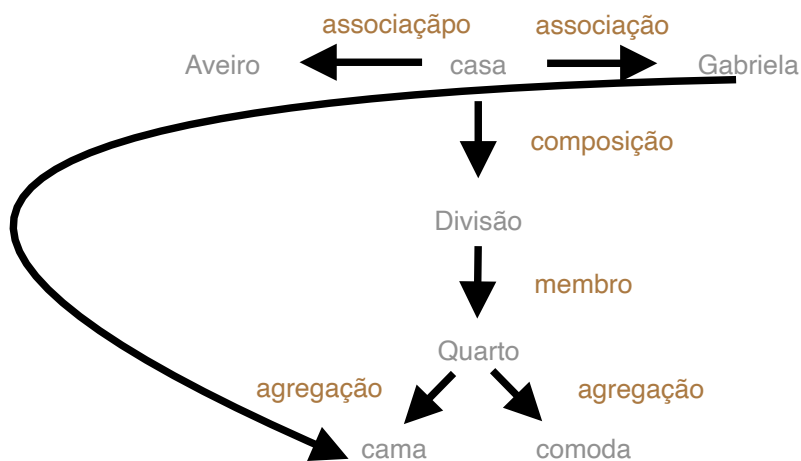 associaçãpo associação
Aveiro casa Gabriela
composição
Divisão
membro
Quarto
agregação agregação
cama comoda